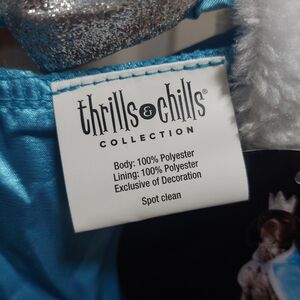 thrills & chills®
COLLECTION
Body: 100% Polyester
Lining: 100% Polyester
Exclusive of Decoration
Spot clean